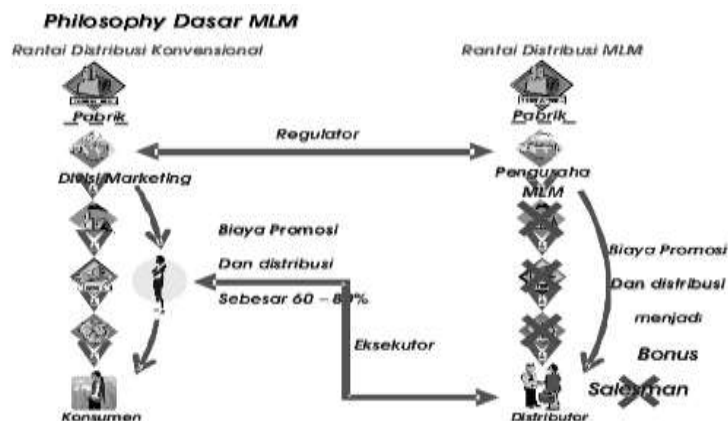 Philosophy Dasar MLM
Rantai Distribusi Konvensional
Rantai Distribusi MLM
Pabrik
Pabrik
Regulator
Divisi Marketing
Pengusaha
MLM
Biaya Promosi
Dan distribusi
Sebesar 60 – 80%
Biaya Promosi
Dan distribusi
menjadi
Bonus
Eksekutor
Salesman
Konsumen
Distributor